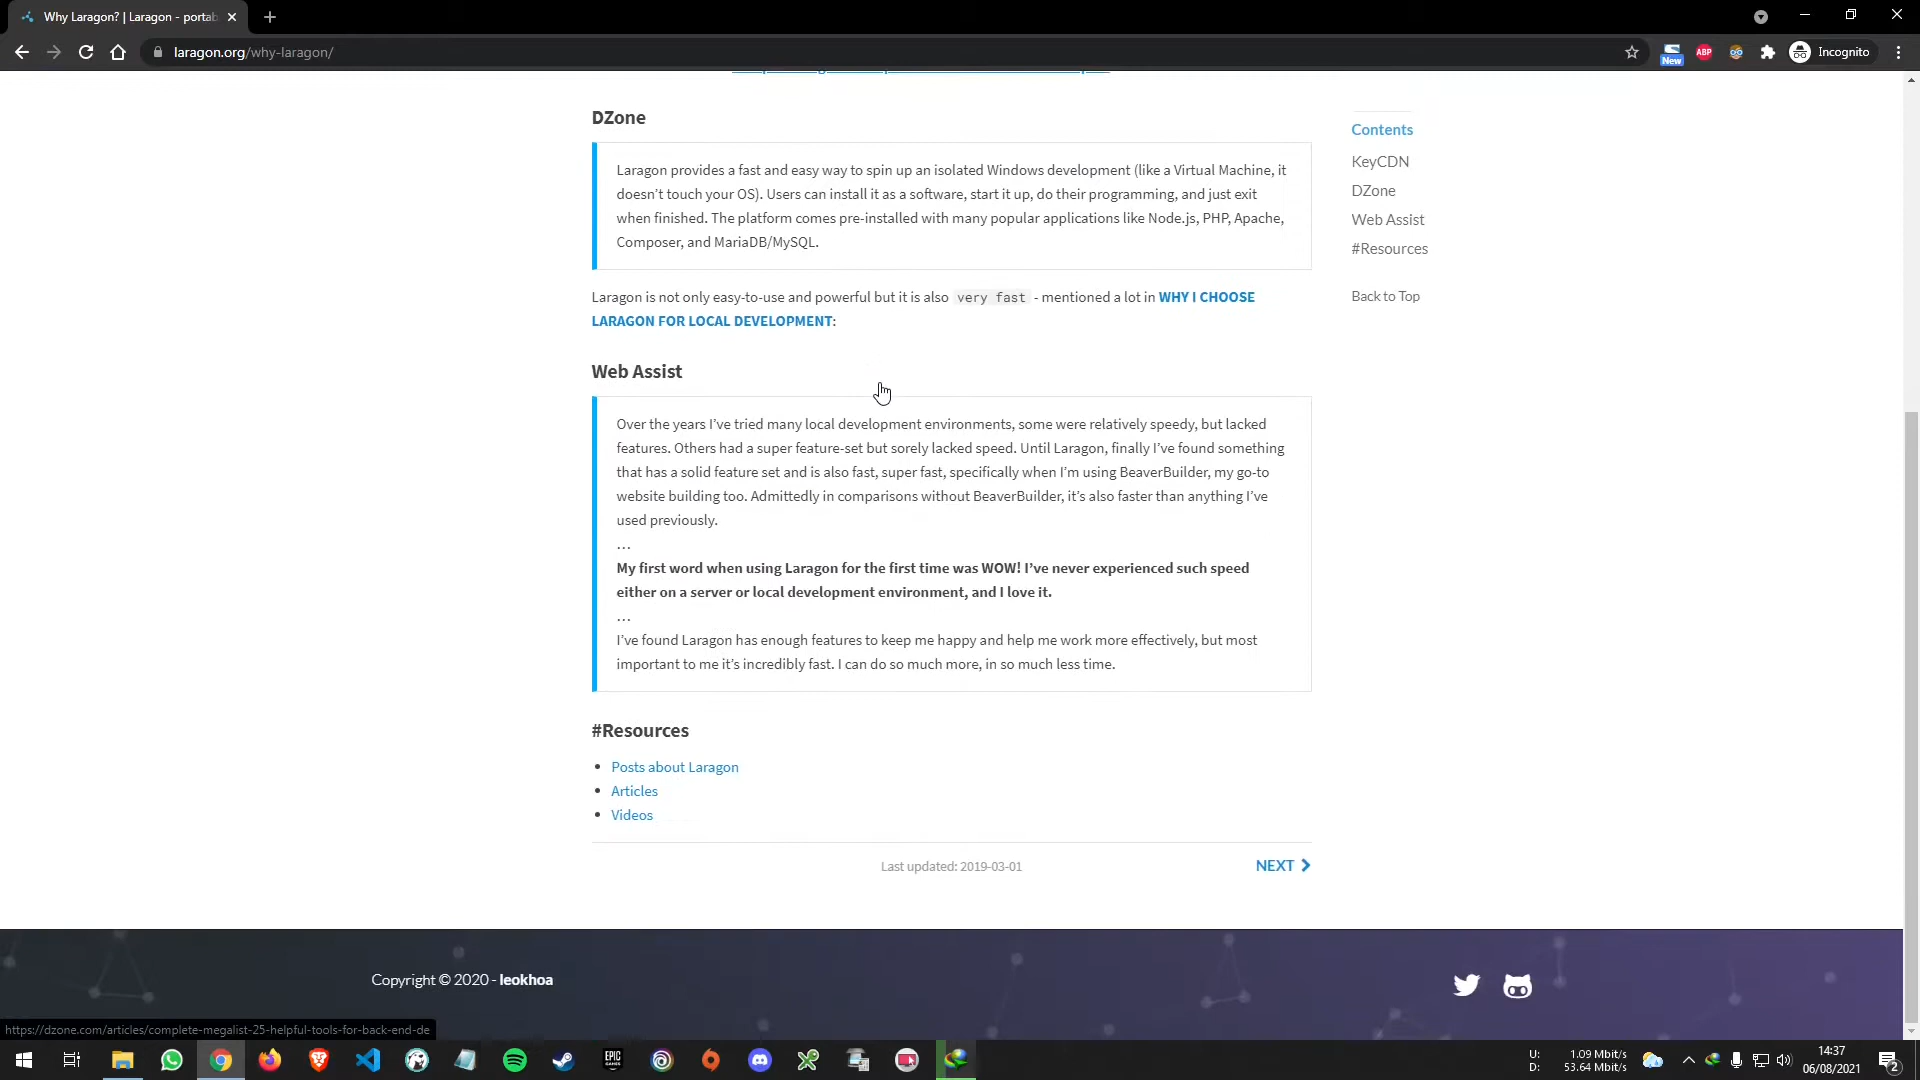 Why Laragon? | Laragon - portab
laragon.org/why-laragon/
New
ABP
Incognito
DZone
Laragon provides a fast and easy way to spin up an isolated Windows development (like a Virtual Machine, it
doesn't touch your OS). Users can install it as a software, start it up, do their programming, and just exit
when finished. The platform comes pre-installed with many popular applications like Node.js, PHP, Apache,
Composer, and MariaDB/MySQL.
Laragon is not only easy-to-use and powerful but it is also very fast - mentioned a lot in WHY I CHOOSE
LARAGON FOR LOCAL DEVELOPMENT:
Web Assist
Over the years I've tried many local development environments, some were relatively speedy, but lacked
features. Others had a super feature-set but sorely lacked speed. Until Laragon, finally I've found something
that has a solid feature set and is also fast, super fast, specifically when I'm using BeaverBuilder, my go-to
website building too. Admittedly in comparisons without BeaverBuilder, it's also faster than anything I've
used previously.
…
My first word when using Laragon for the first time was WOW! I've never experienced such speed
either on a server or local development environment, and I love it.
…
I've found Laragon has enough features to keep me happy and help me work more effectively, but most
important to me it's incredibly fast. I can do so much more, in so much less time.
#Resources
Posts about Laragon
Articles
Videos
Last updated: 2019-03-01
NEXT
Contents
KeyCDN
DZone
Web Assist
#Resources
Back to Top
Copyright © 2020 - leokhoa
https://dzone.com/articles/complete-megalist-25-helpful-tools-for-back-end-de
EPIC
GAMES
U: 1.09 Mbit/s
D: 53.64 Mbit/s
14:37
06/08/2021
2